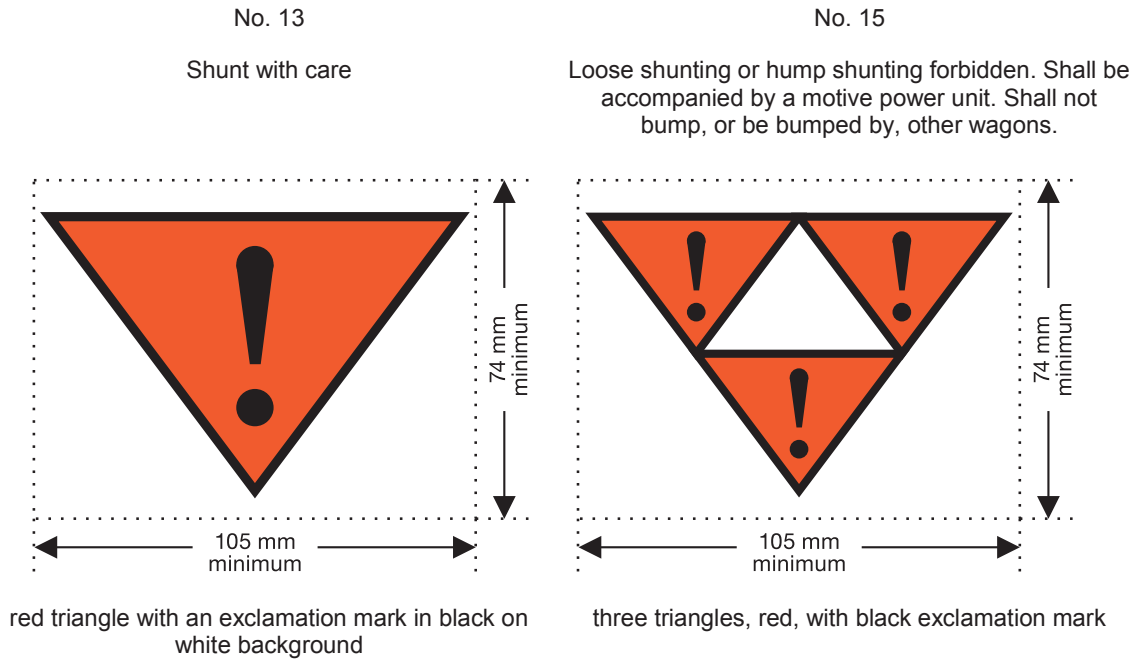 No. 13
Shunt with care
!
74 mm
minimum
105 mm
minimum
red triangle with an exclamation mark in black on
white background
No. 15
Loose shunting or hump shunting forbidden. Shall be
accompanied by a motive power unit. Shall not
bump, or be bumped by, other wagons.
!
!
!
74 mm
minimum
105 mm
minimum
three triangles, red, with black exclamation mark